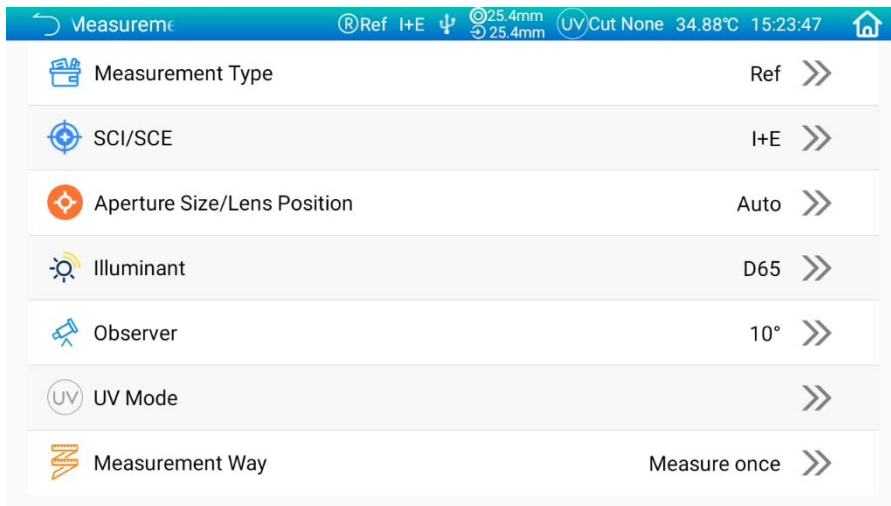 Measureme
®Ref I+E 25.4mm 25.4mm UV Cut None 34.88℃ 15:23:47
Measurement Type Ref
SCI/SCE I+E
Aperture Size/Lens Position Auto
Illuminant D65
Observer 10°
UV UV Mode
Measurement Way Measure once